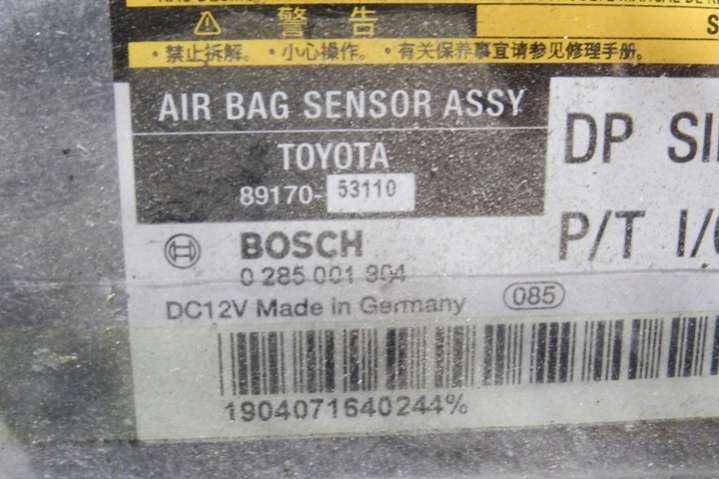 警告 S
·禁止拆解。·小心操作。·有关保养事宜请参见修理手册.
AIR BAG SENSOR ASSY
TOYOTA
89170-53110
DP SI
P/T I/
BOSCH
0 285 001 904
DC12V Made in Germany 085
1904071640244%